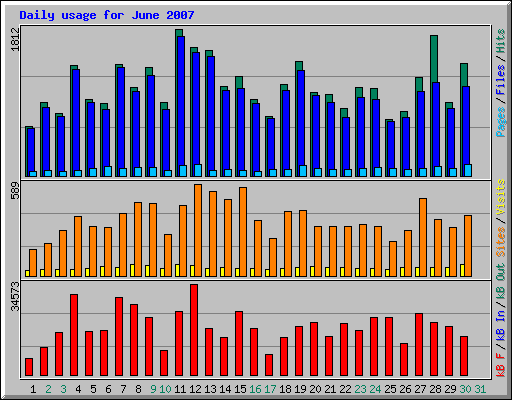 Daily usage for June 2007
1812
Pages / Files / Hits
589
Sites / Visits
34573
kB F / kB In / kB Out
1 2 3 4 5 6 7 8 9 10 11 12 13 14 15 16 17 18 19 20 21 22 23 24 25 26 27 28 29 30 31